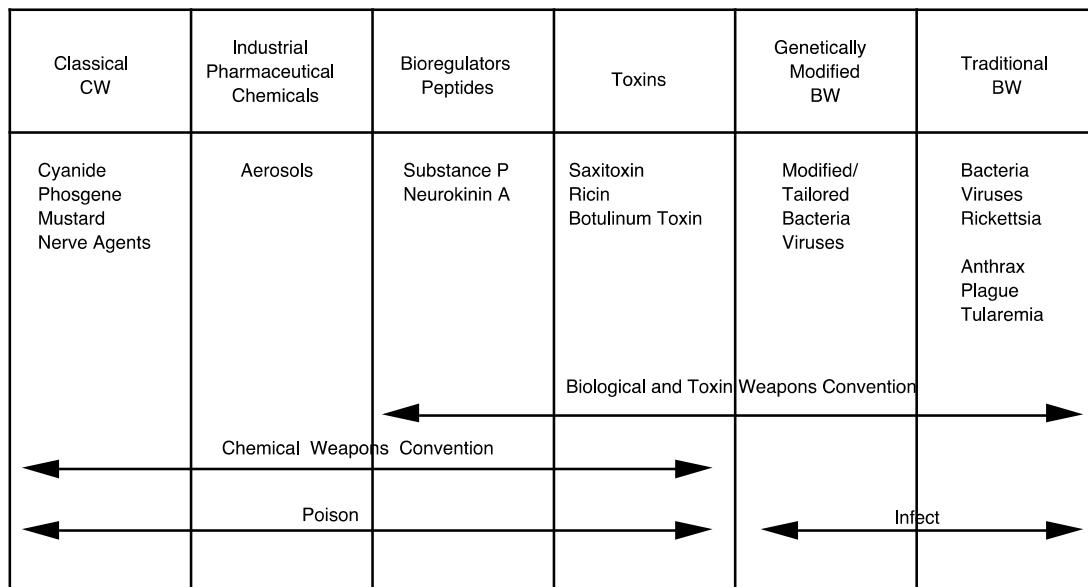 Classical
CW
Industrial
Pharmaceutical
Chemicals
Bioregulators
Peptides
Toxins
Genetically
Modified
BW
Traditional
BW
Cyanide
Phosgene
Mustard
Nerve Agents
Aerosols
Substance P
Neurokinin A
Saxitoxin
Ricin
Botulinum Toxin
Modified/
Tailored
Bacteria
Viruses
Bacteria
Viruses
Rickettsia
Anthrax
Plague
Tularemia
Biological and Toxin Weapons Convention
Chemical Weapons Convention
Poison
Infect